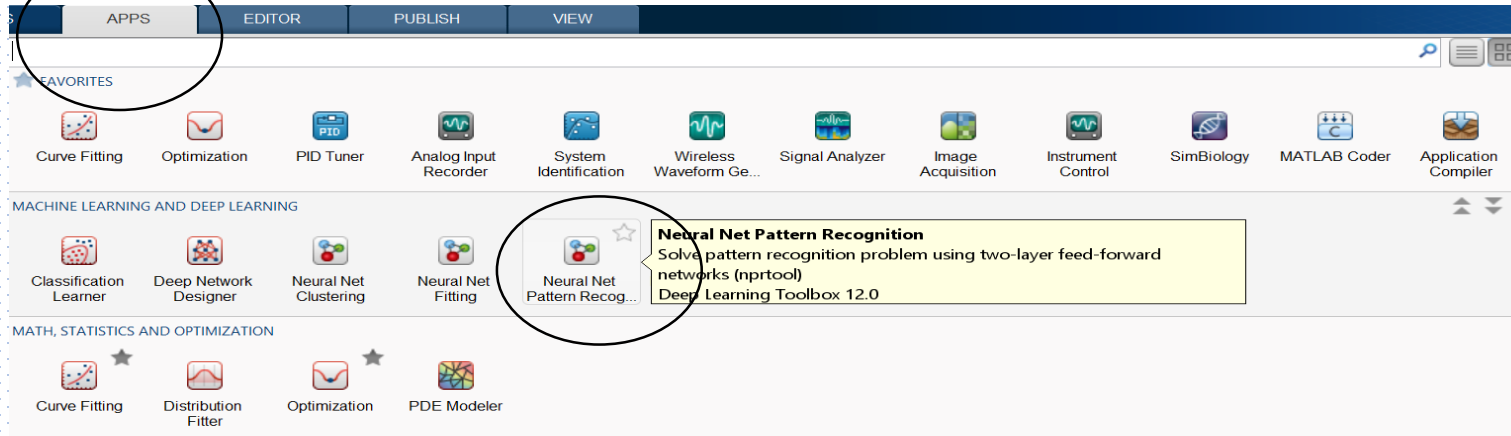 S APPS EDITOR PUBLISH VIEW
FAVORITES
Curve Fitting Optimization PID Tuner Analog Input Recorder System Identification Wireless Waveform Ge... Signal Analyzer Image Acquisition Instrument Control SimBiology MATLAB Coder Application Compiler
PID
C
MACHINE LEARNING AND DEEP LEARNING
Classification Learner Deep Network Designer Neural Net Clustering Neural Net Fitting Neural Net Pattern Recog...
Neural Net Pattern Recognition
Solve pattern recognition problem using two-layer feed-forward
networks (nprtool)
Deep Learning Toolbox 12.0
MATH, STATISTICS AND OPTIMIZATION
Curve Fitting Distribution Fitter Optimization PDE Modeler